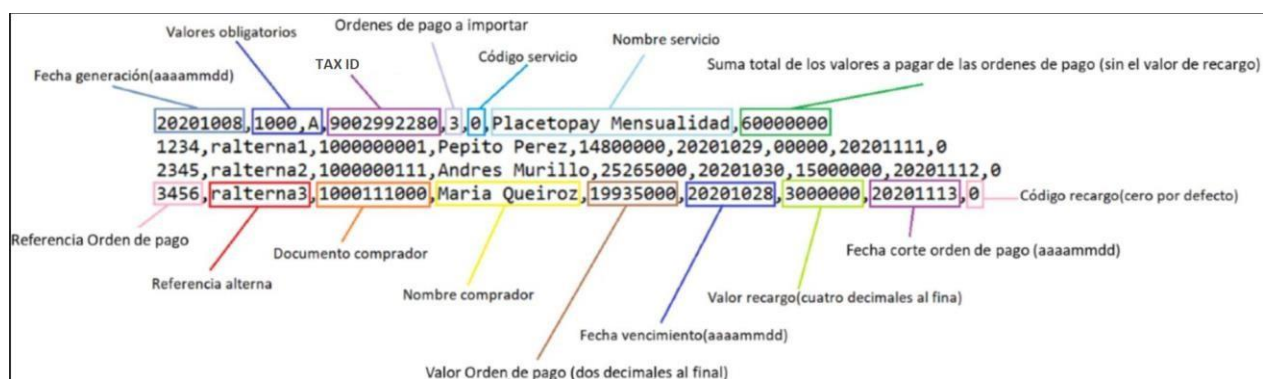 Ordenes de pago a importar
Valores obligatorios
Nombre servicio
Código servicio
TAX ID
Suma total de los valores a pagar de las ordenes de pago (sin el valor de recargo)
Fecha generación(aaaammdd)
20201008,1000,A,9002992280,3,0,Placetopay Mensualidad,60000000
1234,ralterna1,1000000001,Pepito Perez,14800000,20201029,00000,20201111,0
2345,ralterna2,1000000111,Andres Murillo,25265000,20201030,15000000,20201112,0
3456,ralterna3,1000111000,Maria Queiroz,19935000,20201028,3000000,20201113,0
Código recargo(cero por defecto)
Referencia Orden de pago
Documento comprador
Fecha corte orden de pago (aaaammdd)
Referencia alterna
Nombre comprador
Valor recargo(cuatro decimales al fina)
Fecha vencimiento(aaaammdd)
Valor Orden de pago (dos decimales al final)